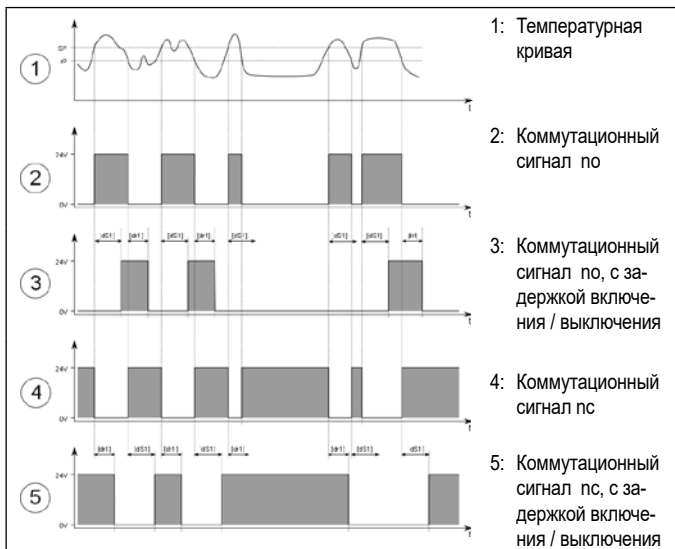 1: Температурная
кривая
SP
rP
1
t
2: Коммутационный
сигнал no
24V
2
0V
t
[dS1] [dr1] [dS1] [dr1] [dS1] [dS1] [dS1] [dr1]
3: Коммутационный
сигнал no, с за-
держкой включе-
ния / выключения
24V
3
0V
t
4: Коммутационный
сигнал nc
24V
4
0V
t
[dr1] [dS1] [dr1] [dS1] [dr1] [dr1] [dS1] [dS1]
5: Коммутационный
сигнал nc, с за-
держкой включе-
ния / выключения
24V
5
0V
t